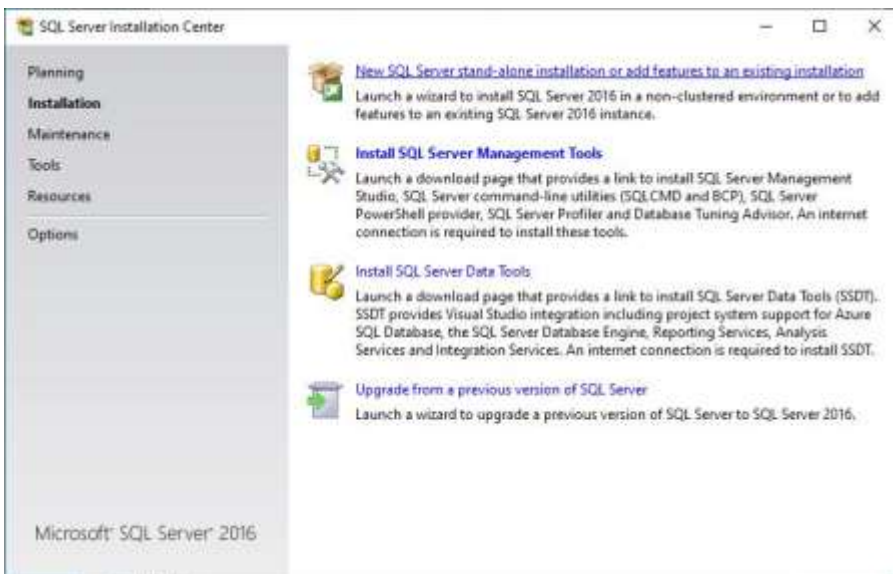 SQL Server Installation Center
Planning
Installation
Maintenance
Tools
Resources
Options
New SQL Server stand-alone installation or add features to an existing installation
Launch a wizard to install SQL Server 2016 in a non-clustered environment or to add
features to an existing SQL Server 2016 instance.
Install SQL Server Management Tools
Launch a download page that provides a link to install SQL Server Management
Studio, SQL Server command-line utilities (SQLCMD and BCP), SQL Server
PowerShell provider, SQL Server Profiler and Database Tuning Advisor. An internet
connection is required to install these tools.
Install SQL Server Data Tools
Launch a download page that provides a link to install SQL Server Data Tools (SSDT).
SSDT provides Visual Studio integration including project system support for Azure
SQL Database, the SQL Server Database Engine, Reporting Services, Analysis
Services and Integration Services. An internet connection is required to install SSDT.
Upgrade from a previous version of SQL Server
Launch a wizard to upgrade a previous version of SQL Server to SQL Server 2016.
Microsoft SQL Server 2016